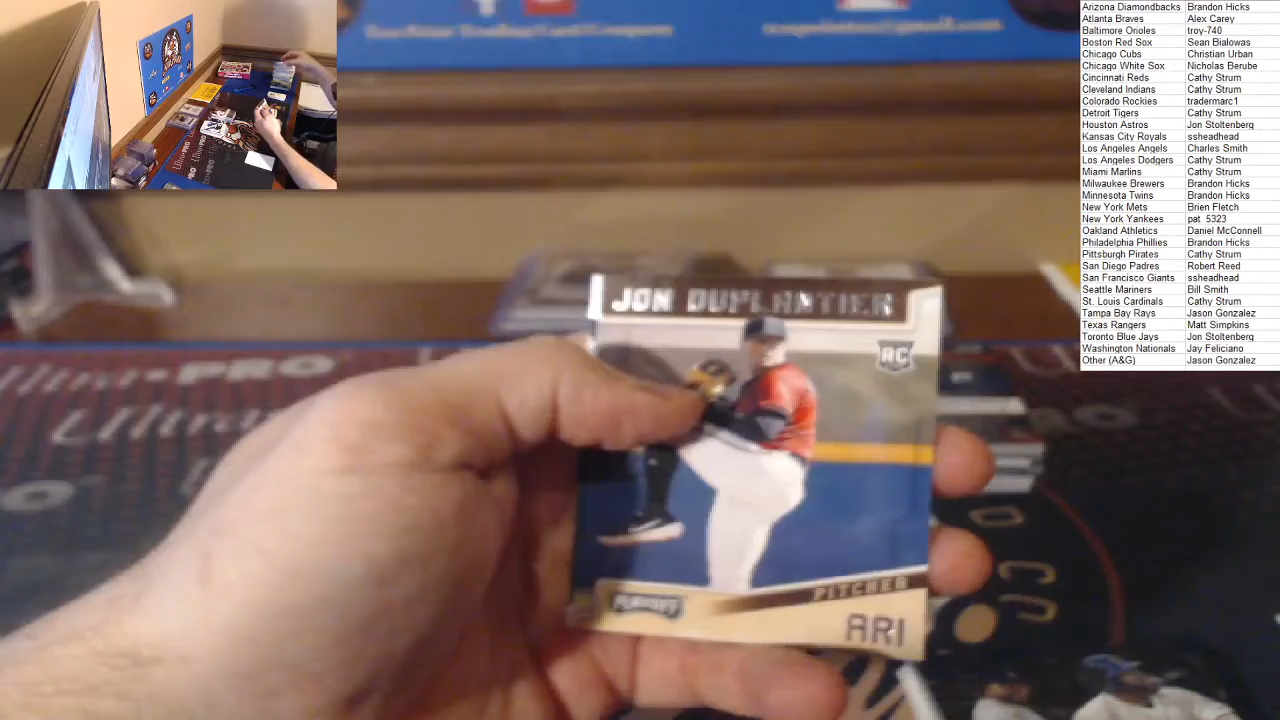 Arizona Diamondbacks Brandon Hicks
Atlanta Braves Alex Carey
Baltimore Orioles troy-740
Boston Red Sox Sean Bialowas
Chicago Cubs Christian Urban
Chicago White Sox Nicholas Berube
Cincinnati Reds Cathy Strum
Cleveland Indians Cathy Strum
Colorado Rockies tradermarc1
Detroit Tigers Cathy Strum
Houston Astros Jon Stoltenberg
Kansas City Royals ssheadhead
Los Angeles Angels Charles Smith
Los Angeles Dodgers Cathy Strum
Miami Marlins Cathy Strum
Milwaukee Brewers Brandon Hicks
Minnesota Twins Brandon Hicks
New York Mets Brien Fletch
New York Yankees pat_5323
Oakland Athletics Daniel McConnell
Philadelphia Phillies Brandon Hicks
Pittsburgh Pirates Cathy Strum
San Diego Padres Robert Reed
San Francisco Giants ssheadhead
Seattle Mariners Bill Smith
St. Louis Cardinals Cathy Strum
Tampa Bay Rays Jason Gonzalez
Texas Rangers Matt Simpkins
Toronto Blue Jays Jon Stoltenberg
Washington Nationals Jay Feliciano
Other (A&G) Jason Gonzalez
JON DUPLANTIER
RC
PITCHER
PLAYOFF
ARI
Ultra•PRO
Ultra